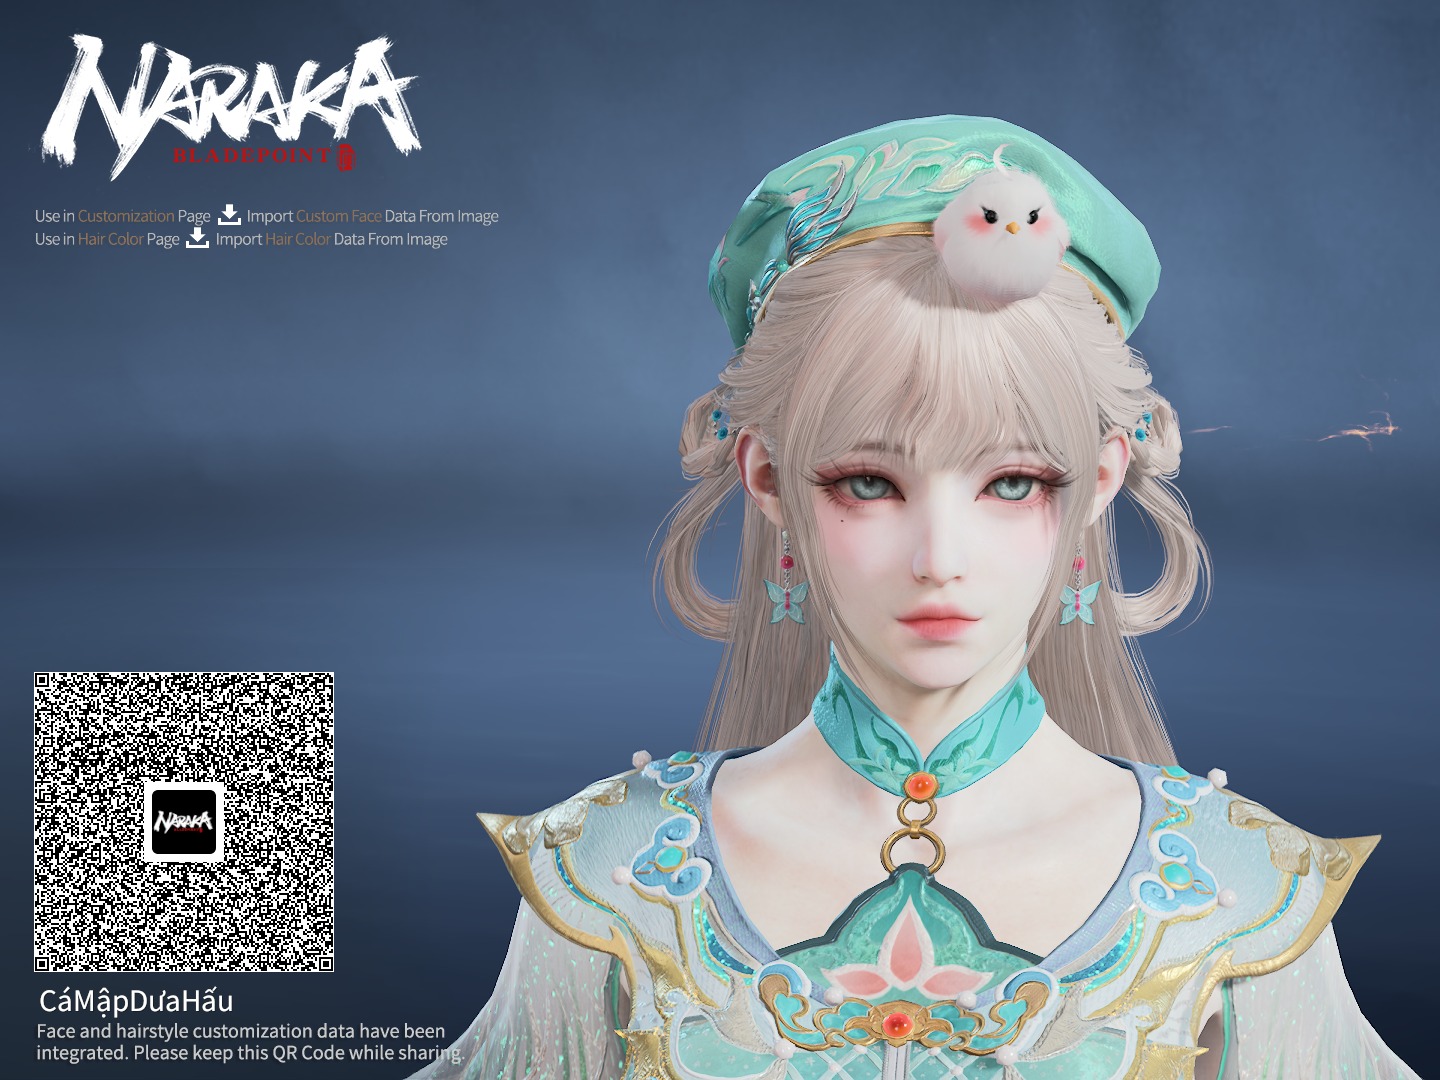 NARAKA
BLADEPOINT
Use in Customization Page Import Custom Face Data From Image
Use in Hair Color Page Import Hair Color Data From Image
NARAKA
CáMậpDưaHấu
Face and hairstyle customization data have been
integrated. Please keep this QR Code while sharing.